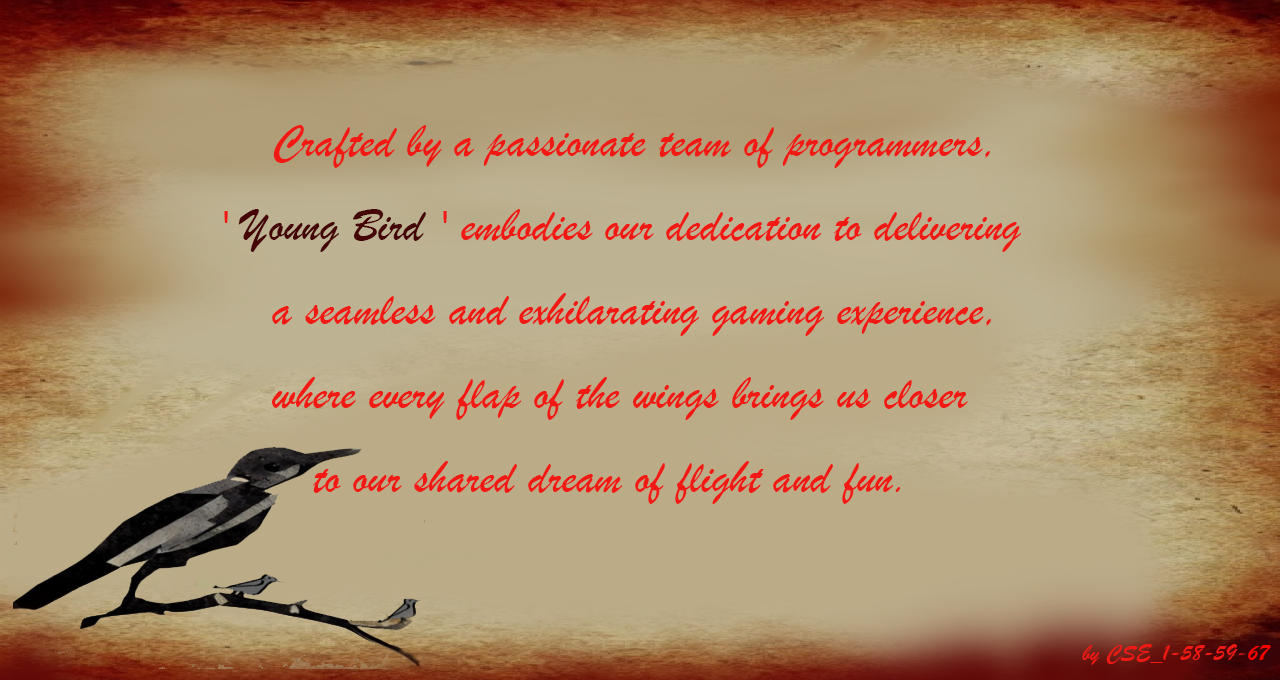 Crafted by a passionate team of programmers,
' Young Bird ' embodies our dedication to delivering
a seamless and exhilarating gaming experience,
where every flap of the wings brings us closer
to our shared dream of flight and fun.
by CSE_1-58-59-67